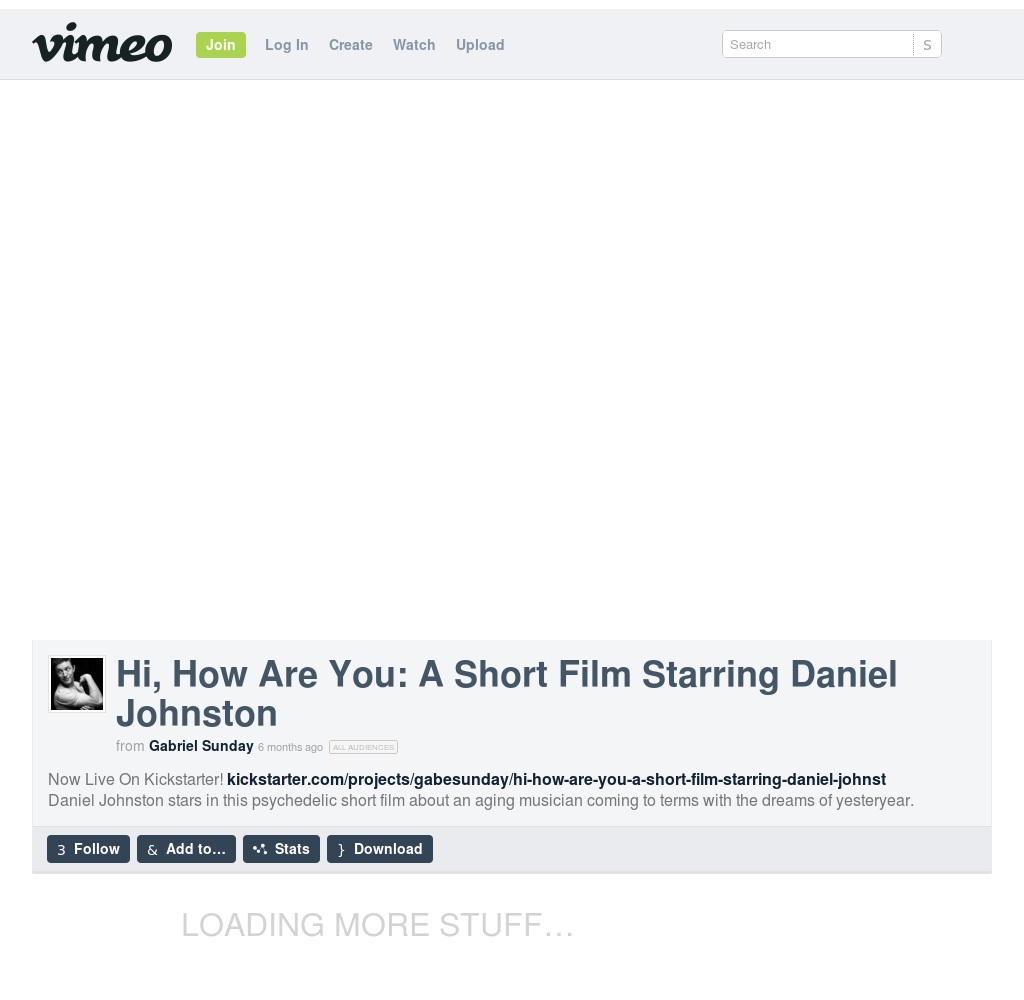 vimeo Join Log In Create Watch Upload Search S
Hi, How Are You: A Short Film Starring Daniel
Johnston
from Gabriel Sunday 6 months ago ALL AUDIENCES
Now Live On Kickstarter! kickstarter.com/projects/gabesunday/hi-how-are-you-a-short-film-starring-daniel-johnst
Daniel Johnston stars in this psychedelic short film about an aging musician coming to terms with the dreams of yesteryear.
3 Follow & Add to... Stats } Download
LOADING MORE STUFF...